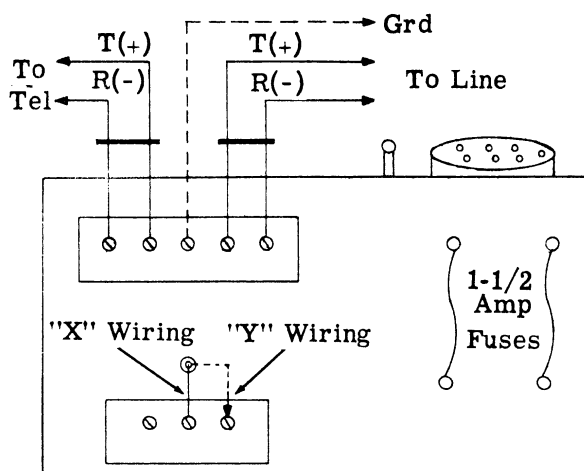 Grd
T(+)
T(+)
To
R(-)
R(-)
To Line
Tel
1-1/2
Amp
Fuses
"X" Wiring
"Y" Wiring